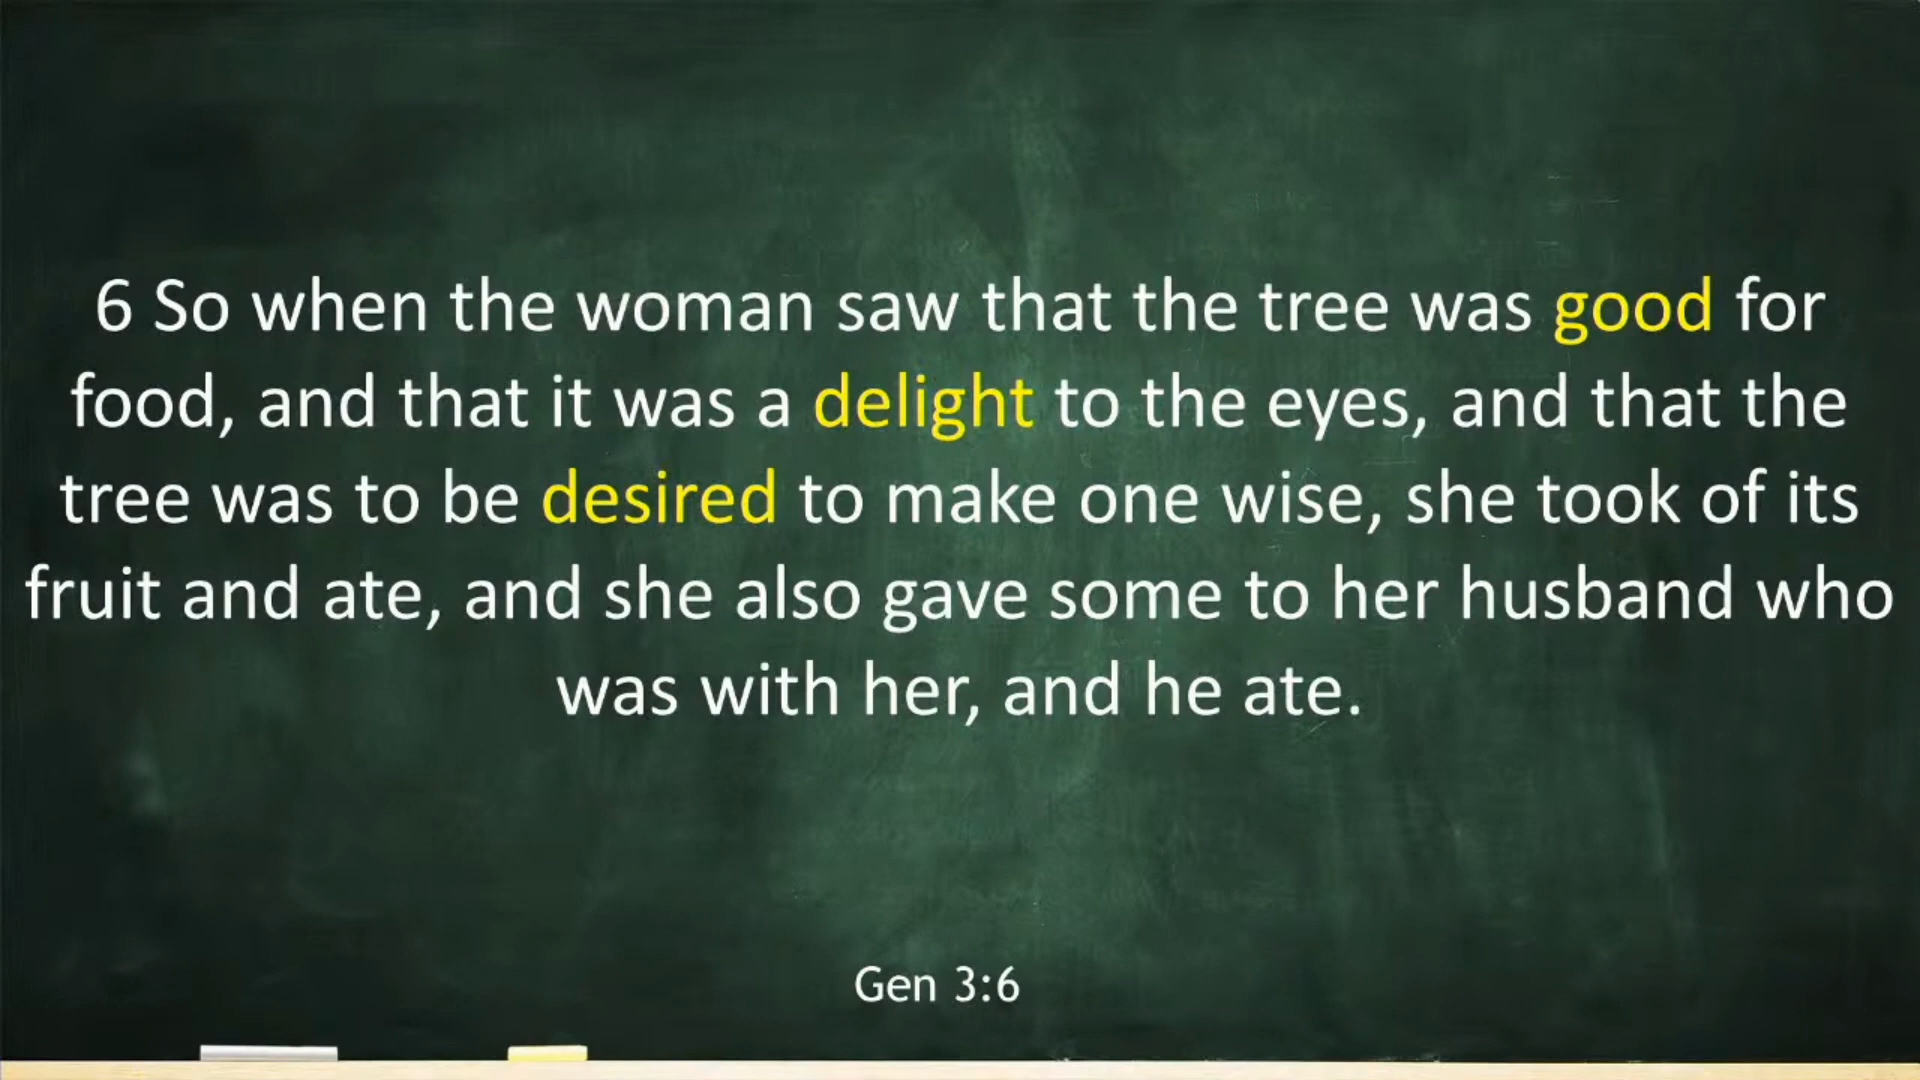 6 So when the woman saw that the tree was good for
food, and that it was a delight to the eyes, and that the
tree was to be desired to make one wise, she took of its
fruit and ate, and she also gave some to her husband who
was with her, and he ate.
Gen 3:6